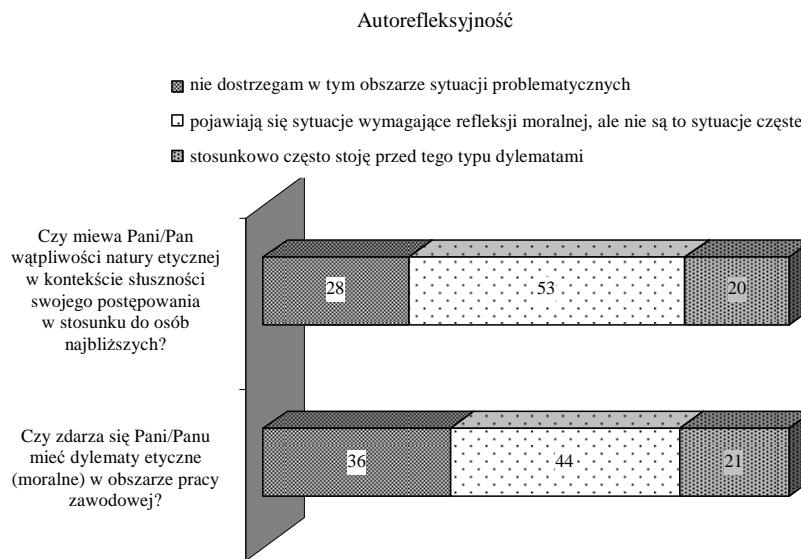 Autorefleksyjność
nie dostrzegam w tym obszarze sytuacji problematycznych
pojawiają się sytuacje wymagające refleksji moralnej, ale nie są to sytuacje częste
stosunkowo często stoję przed tego typu dylematami
Czy miewa Pani/Pan
wątpliwości natury etycznej
w kontekście słuszności
swojego postępowania
w stosunku do osób
najbliższych?
28
53
20
Czy zdarza się Pani/Panu
mieć dylematy etyczne
(moralne) w obszarze pracy
zawodowej?
36
44
21